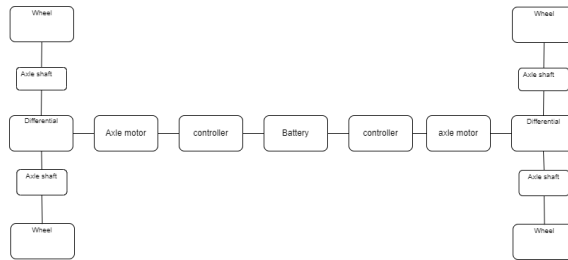 Wheel
Wheel
Axle shaft
Axle shaft
Differential
Axle motor
controller
Battery
controller
axle motor
Differential
Axle shaft
Axle shaft
Wheel
Wheel